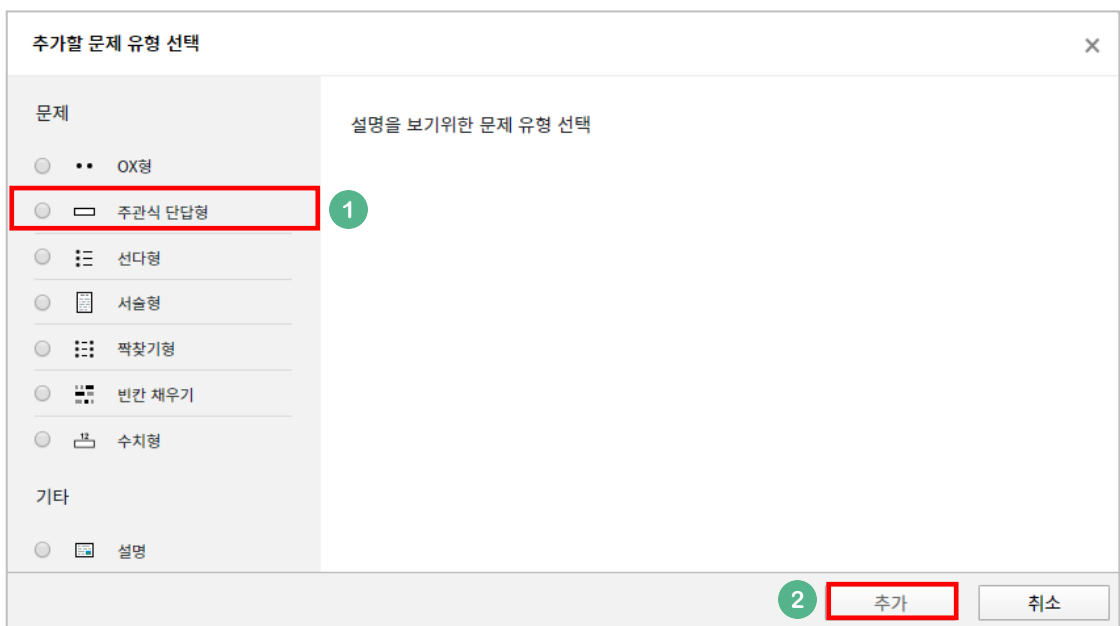 추가할 문제 유형 선택
×
문제
설명을 보기위한 문제 유형 선택
OX형
주관식 단답형
1
선다형
서술형
짝찾기형
빈칸 채우기
12
수치형
기타
설명
2
추가
취소